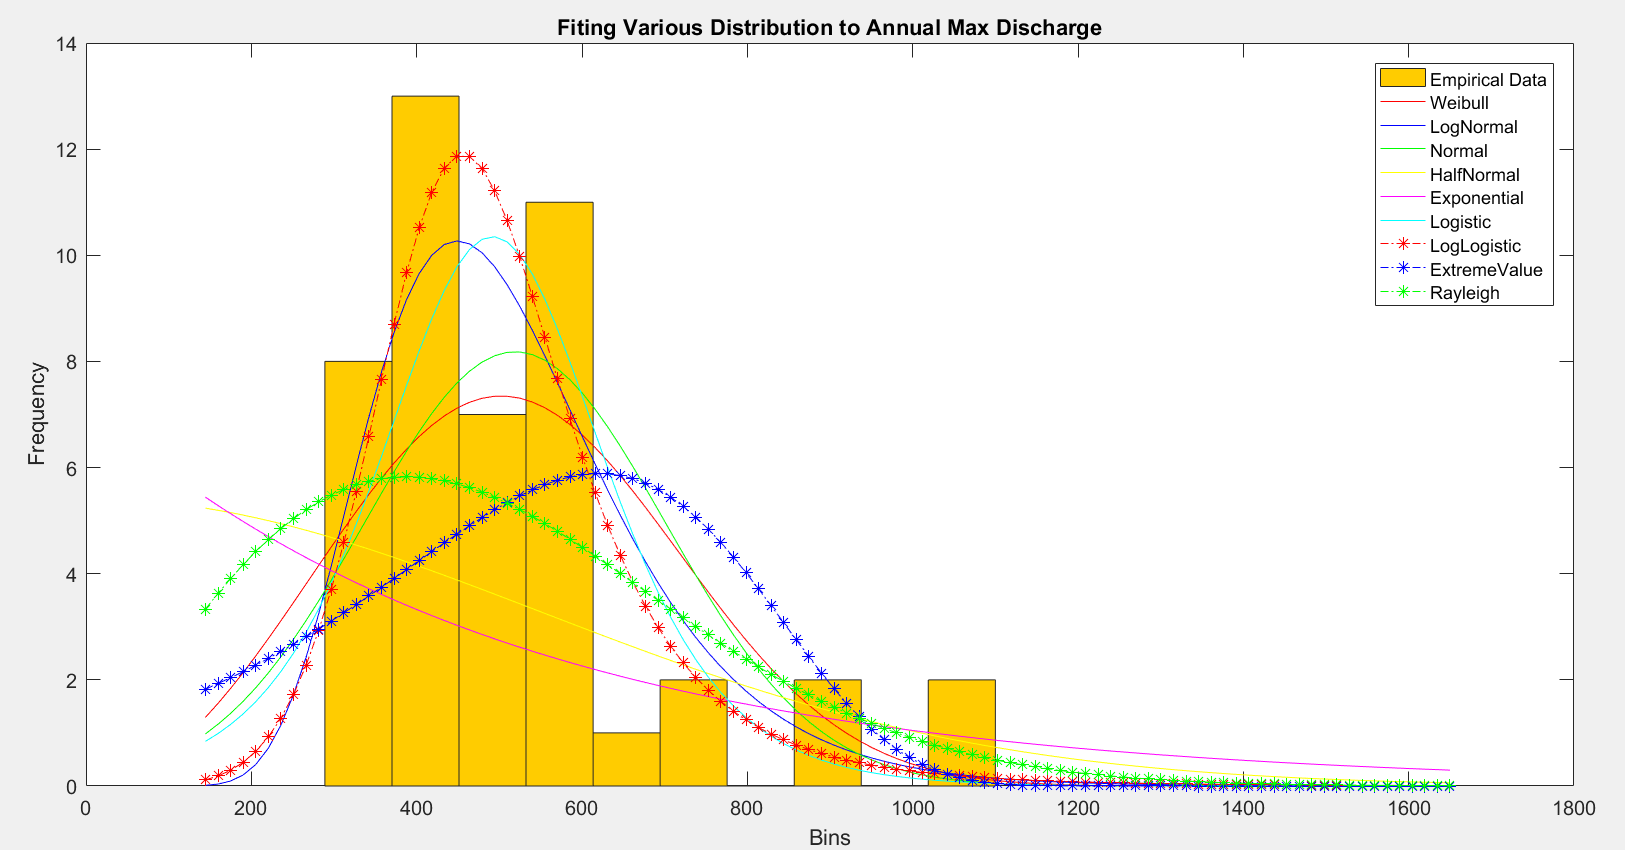 Fiting Various Distribution to Annual Max Discharge
14
12
10
8
6
4
2
0
Frequency
0 200 400 600 800 1000 1200 1400 1600 1800
Bins
Empirical Data
Weibull
LogNormal
Normal
HalfNormal
Exponential
Logistic
LogLogistic
ExtremeValue
Rayleigh